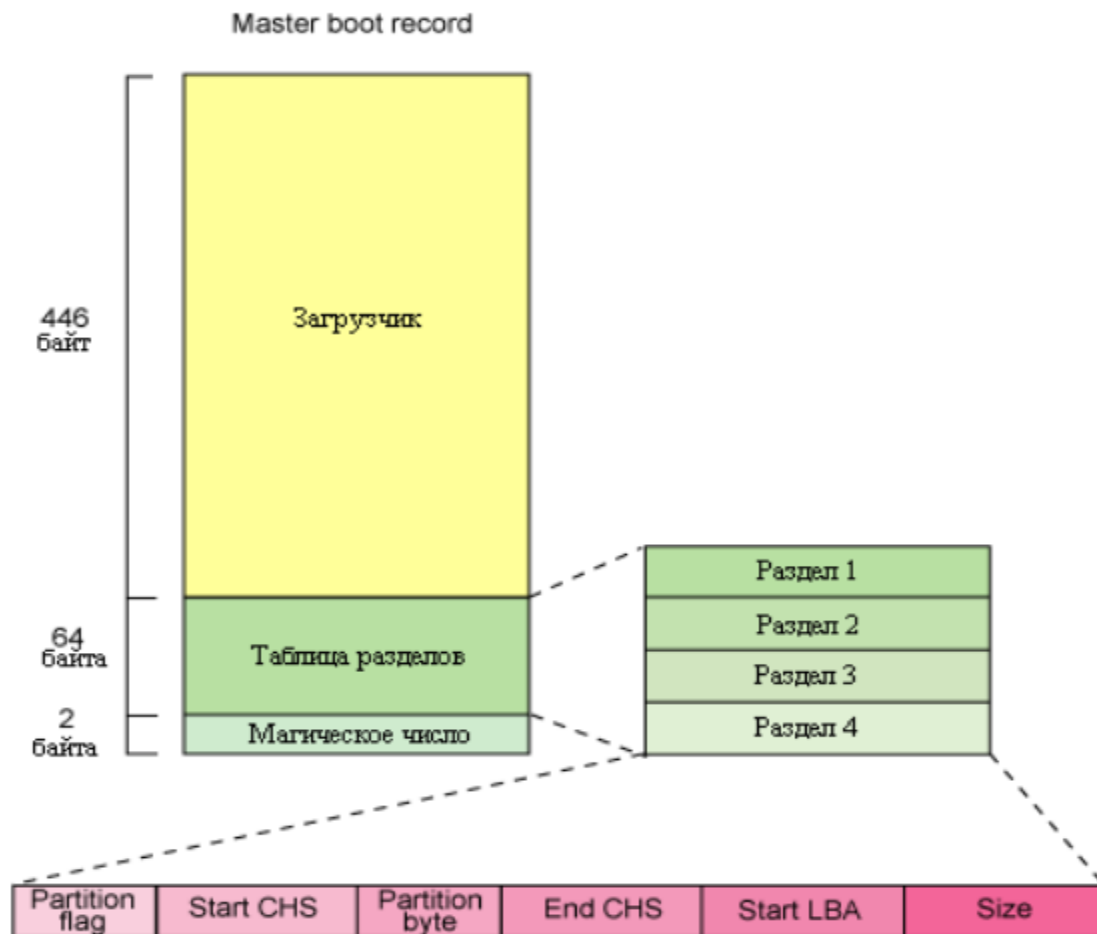 Master boot record
446
байт
Загрузчик
64
байта
Таблица разделов
2
байта
Магическое число
Раздел 1
Раздел 2
Раздел 3
Раздел 4
Partition
flag
Start CHS
Partition
byte
End CHS
Start LBA
Size